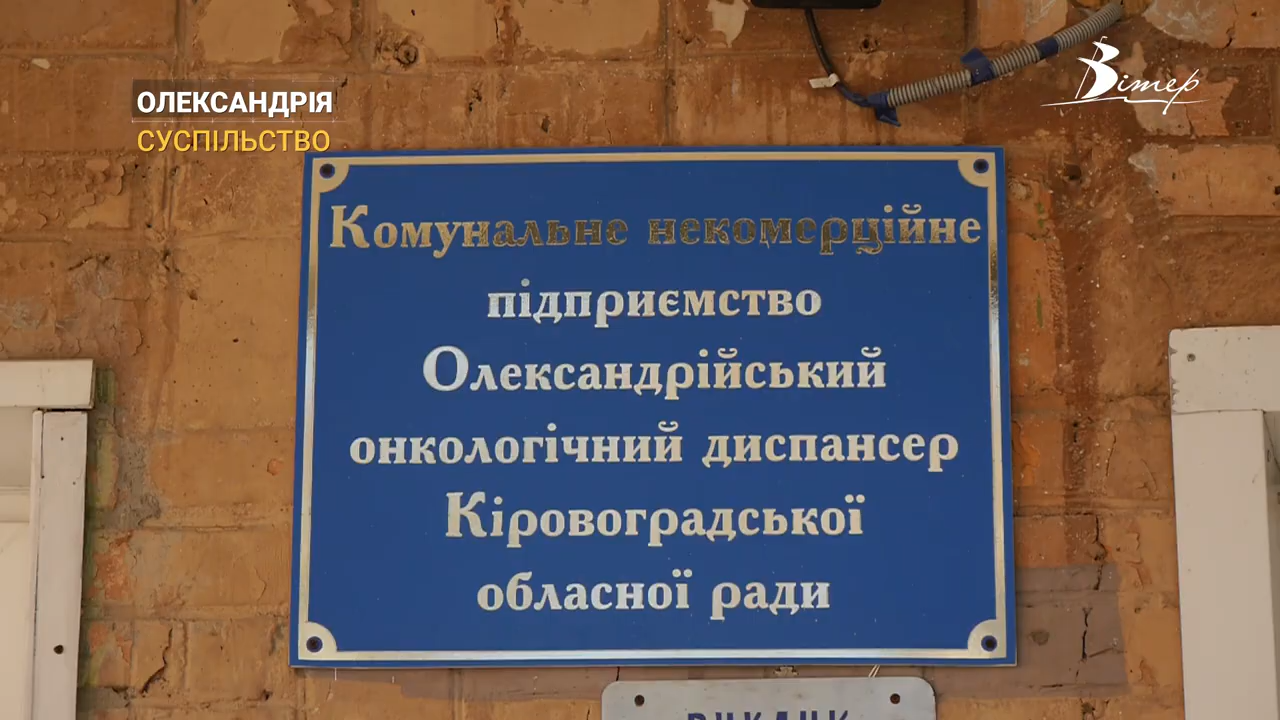 ОЛЕКСАНДРІЯ
СУСПІЛЬСТВО
Вітер
Комунальне некомерційне
підприємство
Олександрійський
онкологічний диспансер
Кіровоградської
обласної ради